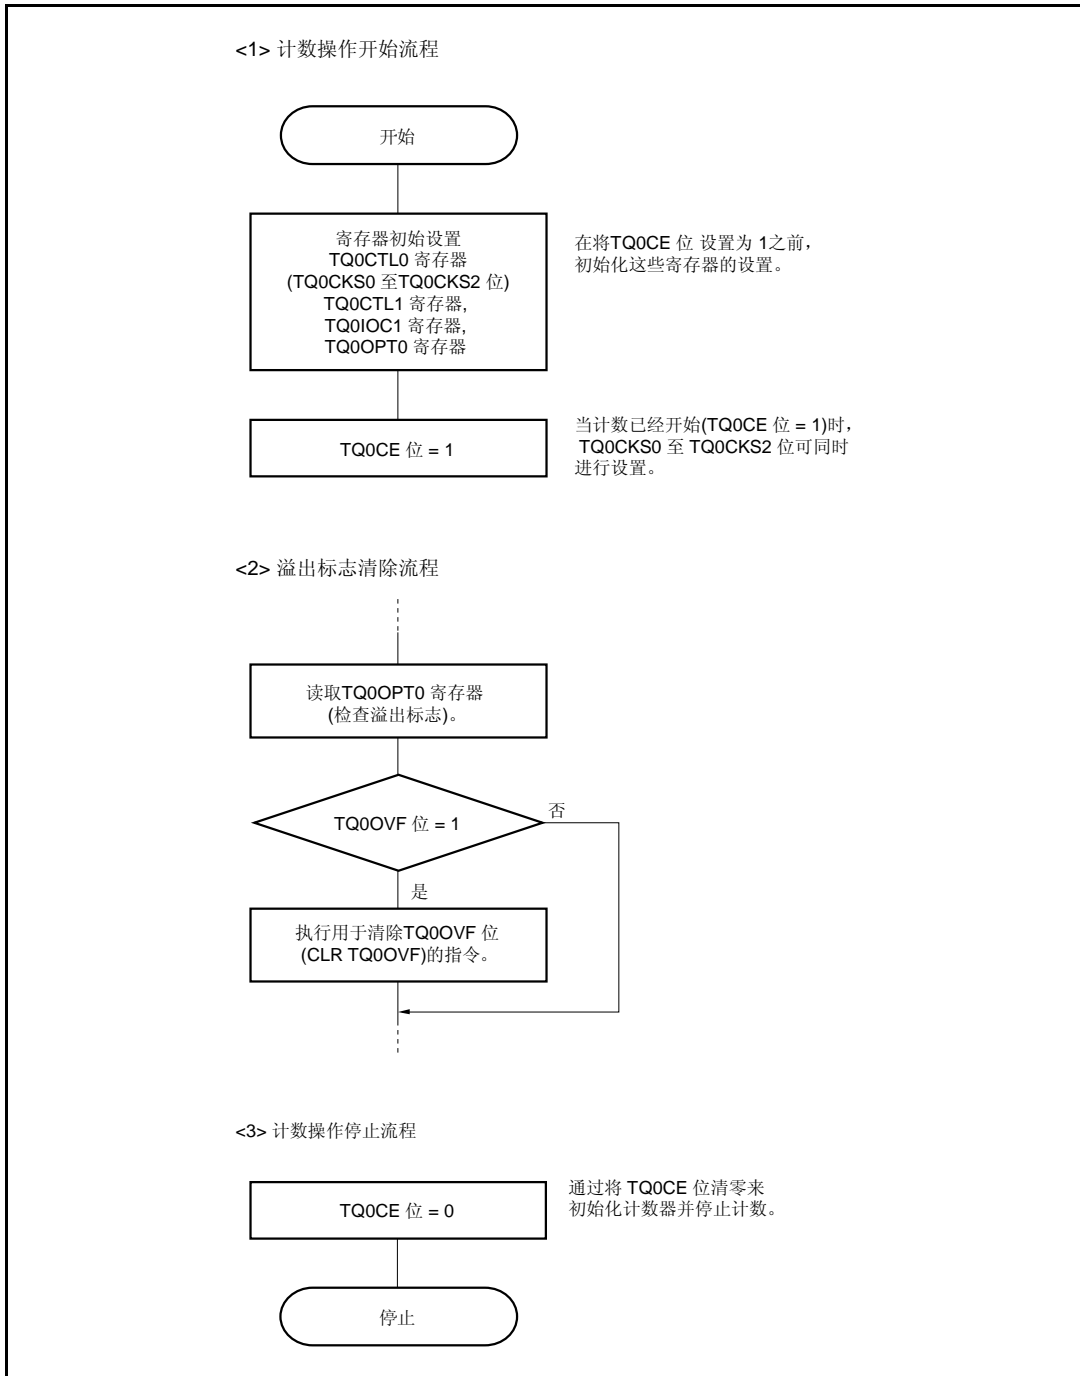 <1> 计数操作开始流程
开始
寄存器初始设置
TQ0CTL0 寄存器
(TQ0CKS0 至TQ0CKS2 位)
TQ0CTL1 寄存器,
TQ0IOC1 寄存器,
TQ0OPT0 寄存器
在将TQ0CE 位 设置为 1之前，
初始化这些寄存器的设置。
TQ0CE 位 = 1
当计数已经开始(TQ0CE 位 = 1)时，
TQ0CKS0 至 TQ0CKS2 位可同时
进行设置。
<2> 溢出标志清除流程
读取TQ0OPT0 寄存器
(检查溢出标志)。
TQ0OVF 位 = 1
否
是
执行用于清除TQ0OVF 位
(CLR TQ0OVF)的指令。
<3> 计数操作停止流程
TQ0CE 位 = 0
通过将 TQ0CE 位清零来
初始化计数器并停止计数。
停止